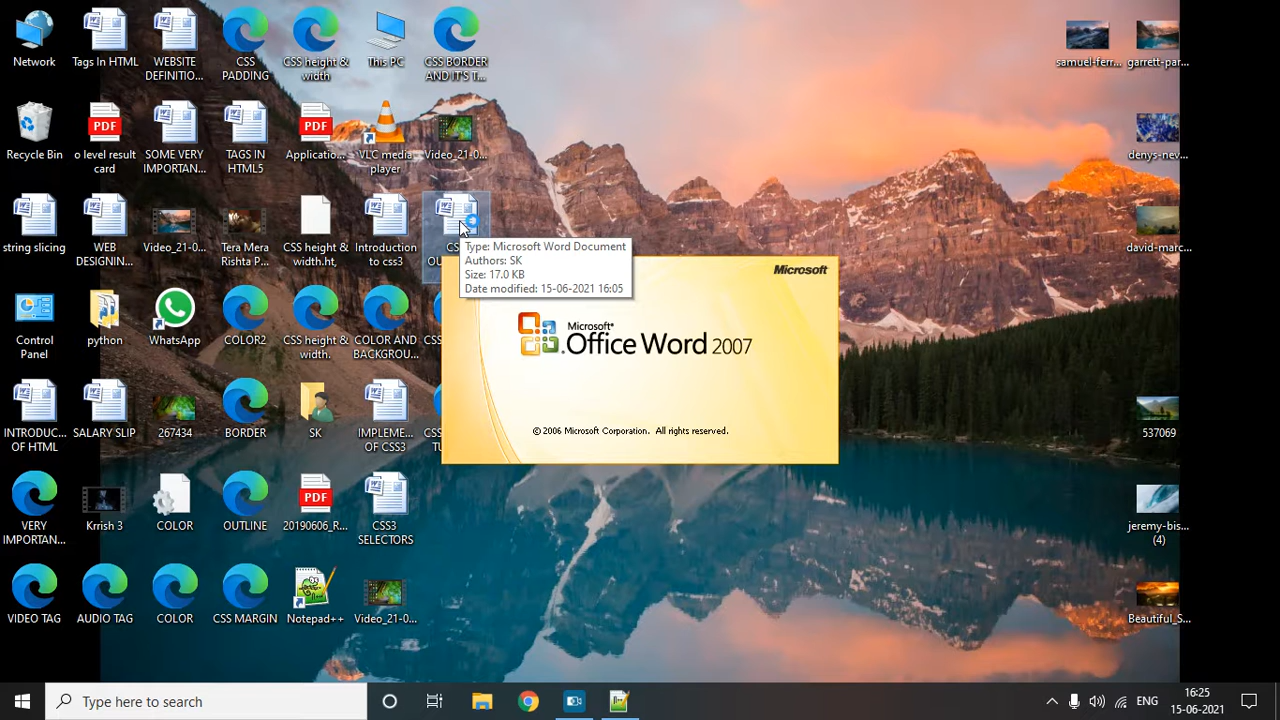 Network
Tags In HTML
WEBSITE
DEFINITIO...
CSS
PADDING
CSS height &
width
This PC
CSS BORDER
AND IT'S T...
samuel-ferr...
garrett-par...
Recycle Bin
PDF
o level result
card
SOME VERY
IMPORTAN...
TAGS IN
HTML5
PDF
Applicatio...
VLC media
player
Video_21-0...
denys-nev...
string slicing
WEB
DESIGNIN...
Video_21-0...
Tera Mera
Rishta P...
CSS height &
width.ht,
Introduction
to css3
Type: Microsoft Word Document
Authors: SK
Size: 17.0 KB
Date modified: 15-06-2021 16:05
david-marc...
Microsoft
Microsoft®
Office Word 2007
© 2006 Microsoft Corporation. All rights reserved.
Control
Panel
python
WhatsApp
COLOR2
CSS height &
width.
COLOR AND
BACKGROU...
INTRODUC...
OF HTML
SALARY SLIP
267434
BORDER
SK
IMPLEME...
OF CSS3
537069
VERY
IMPORTAN...
Krrish 3
COLOR
OUTLINE
PDF
20190606_R...
CSS3
SELECTORS
jeremy-bis...
(4)
VIDEO TAG
AUDIO TAG
COLOR
CSS MARGIN
Notepad++
Video_21-0...
Beautiful_S...
Type here to search
ENG
16:25
15-06-2021